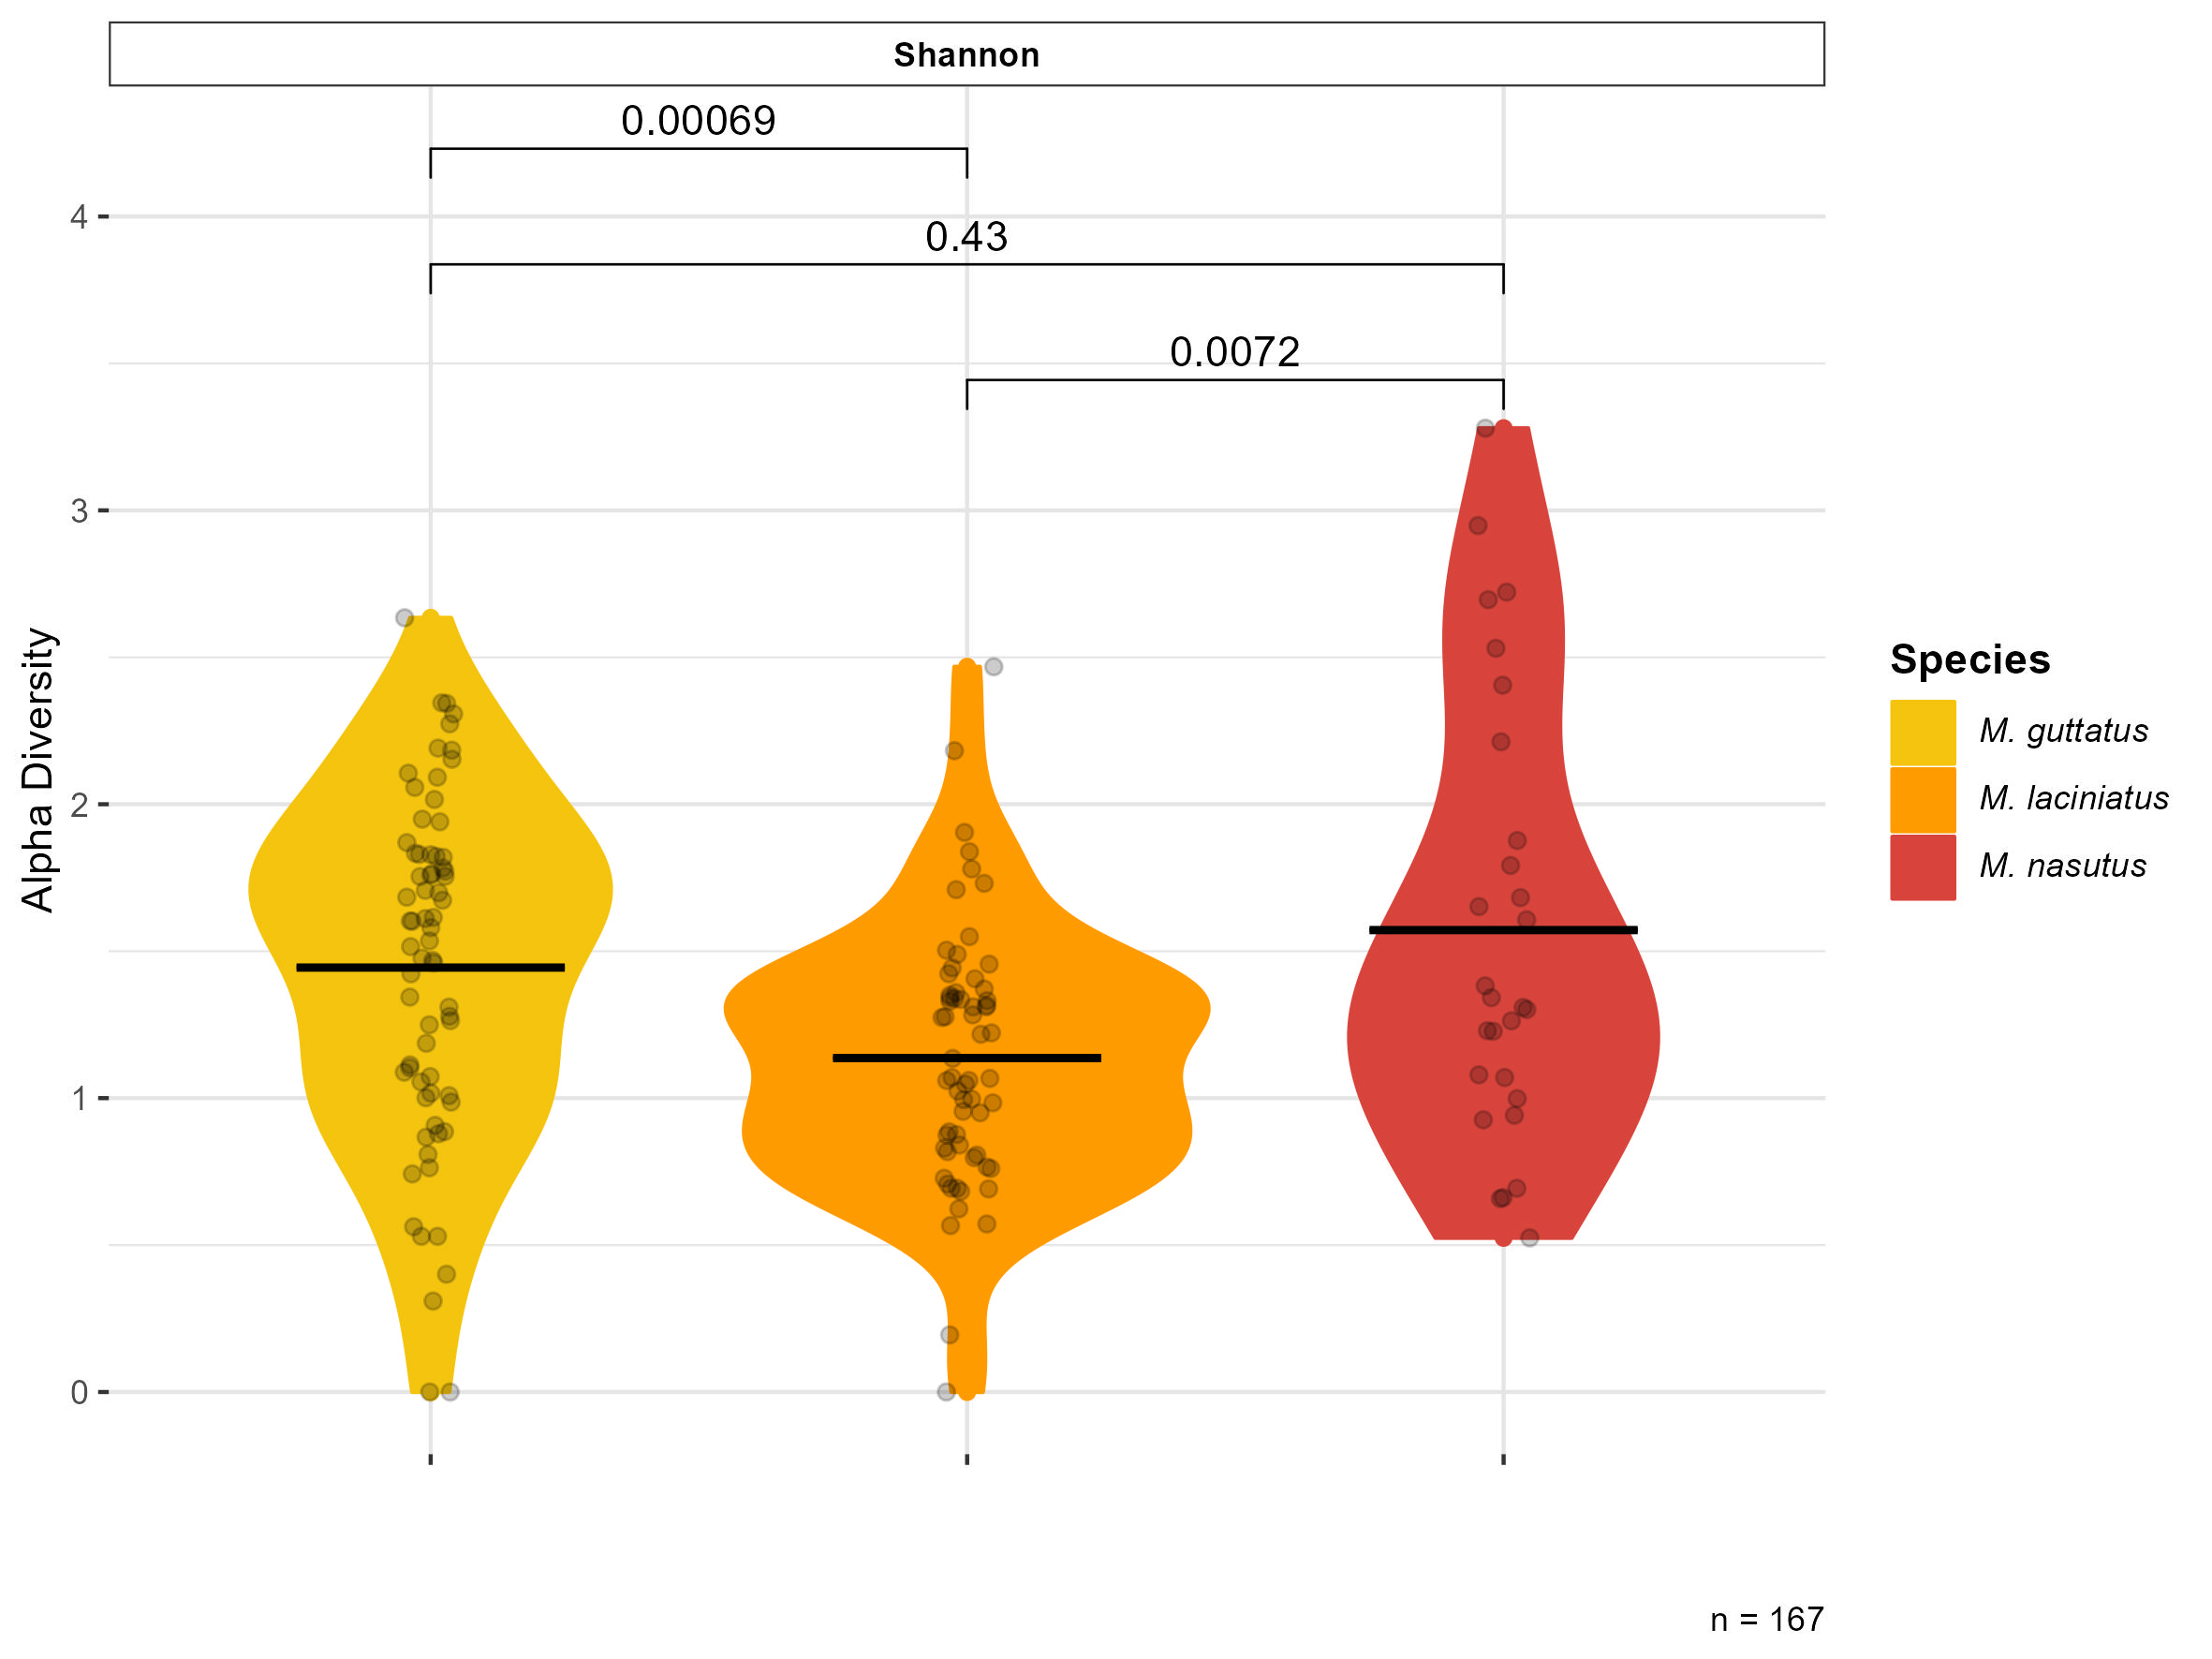 Shannon
0.00069
0.43
0.0072
Alpha Diversity
4
3
2
1
0
Species
M. guttatus
M. laciniatus
M. nasutus
n = 167